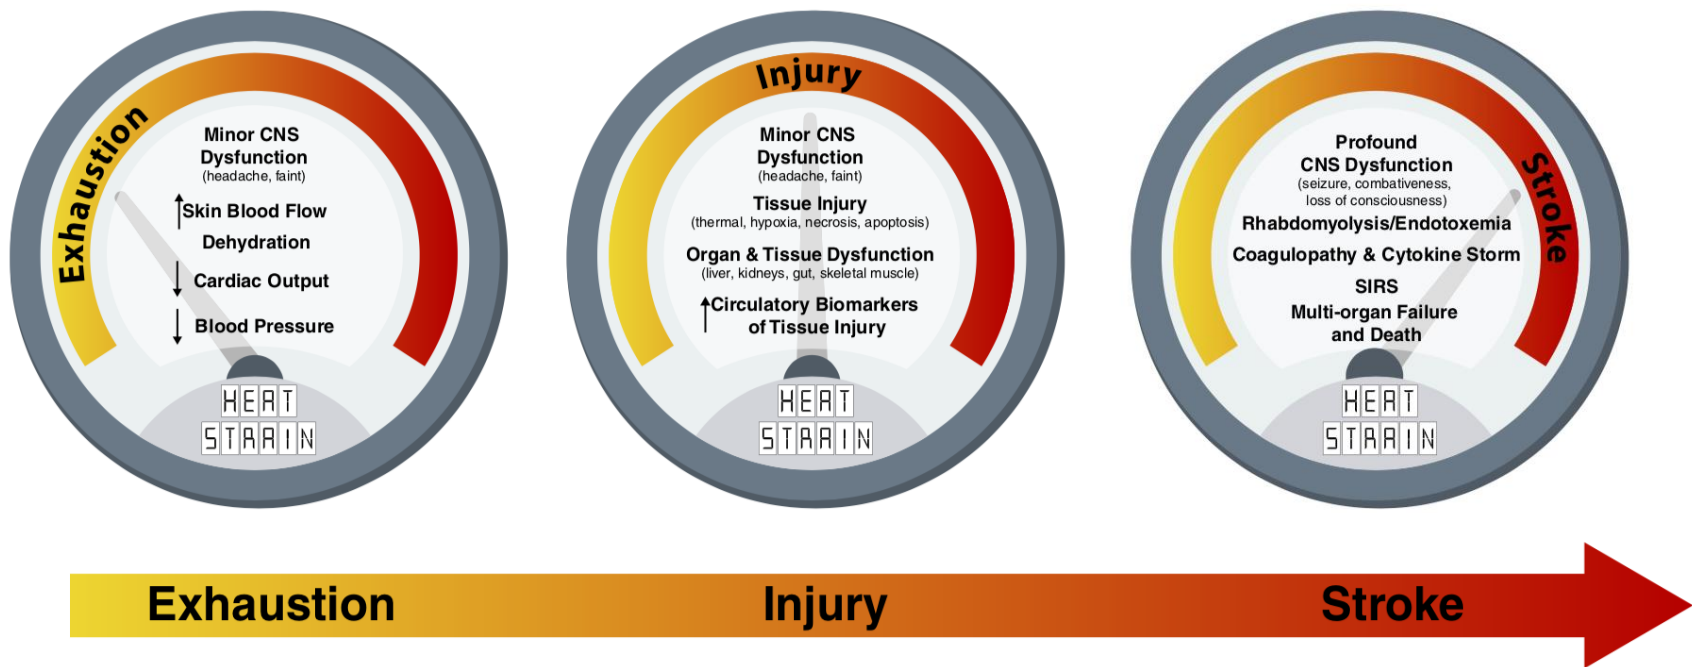 Exhaustion
Minor CNS
Dysfunction
(headache, faint)
↑Skin Blood Flow
Dehydration
↓ Cardiac Output
↓ Blood Pressure
HEAT
STRAIN
Injury
Minor CNS
Dysfunction
(headache, faint)
Tissue Injury
(thermal, hypoxia, necrosis, apoptosis)
Organ & Tissue Dysfunction
(liver, kidneys, gut, skeletal muscle)
↑Circulatory Biomarkers
of Tissue Injury
HEAT
STRAIN
Stroke
Profound
CNS Dysfunction
(seizure, combativeness,
loss of consciousness)
Rhabdomyolysis/Endotoxemia
Coagulopathy & Cytokine Storm
SIRS
Multi-organ Failure
and Death
HEAT
STRAIN
Exhaustion Injury Stroke